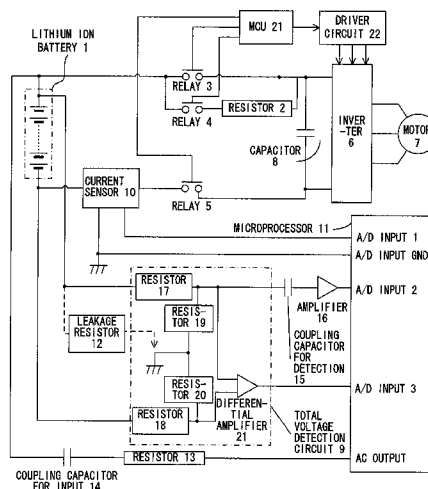 LITHIUM ION
BATTERY 1
MCU 21
DRIVER
CIRCUIT 22
RELAY 3
RESISTOR 2
RELAY 4
CAPACITOR
8
INVER
-TER
6
MOTOR
7
CURRENT
SENSOR
10
RELAY 5
MICROPROCESSOR 11
A/D INPUT 1
A/D INPUT GND
RESISTOR
17
RESIS-
TOR 19
A/D INPUT 2
AMPLIFIER
16
LEAKAGE
RESISTOR
12
COUPLING
CAPACITOR
FOR
DETECTION
15
RESIS-
TOR 20
A/D INPUT 3
RESISTOR
18
DIFFEREN-
TIAL
AMPLIFIER
21
TOTAL
VOLTAGE
DETECTION
CIRCUIT 9
RESISTOR 13
AC OUTPUT
COUPLING CAPACITOR
FOR INPUT 14